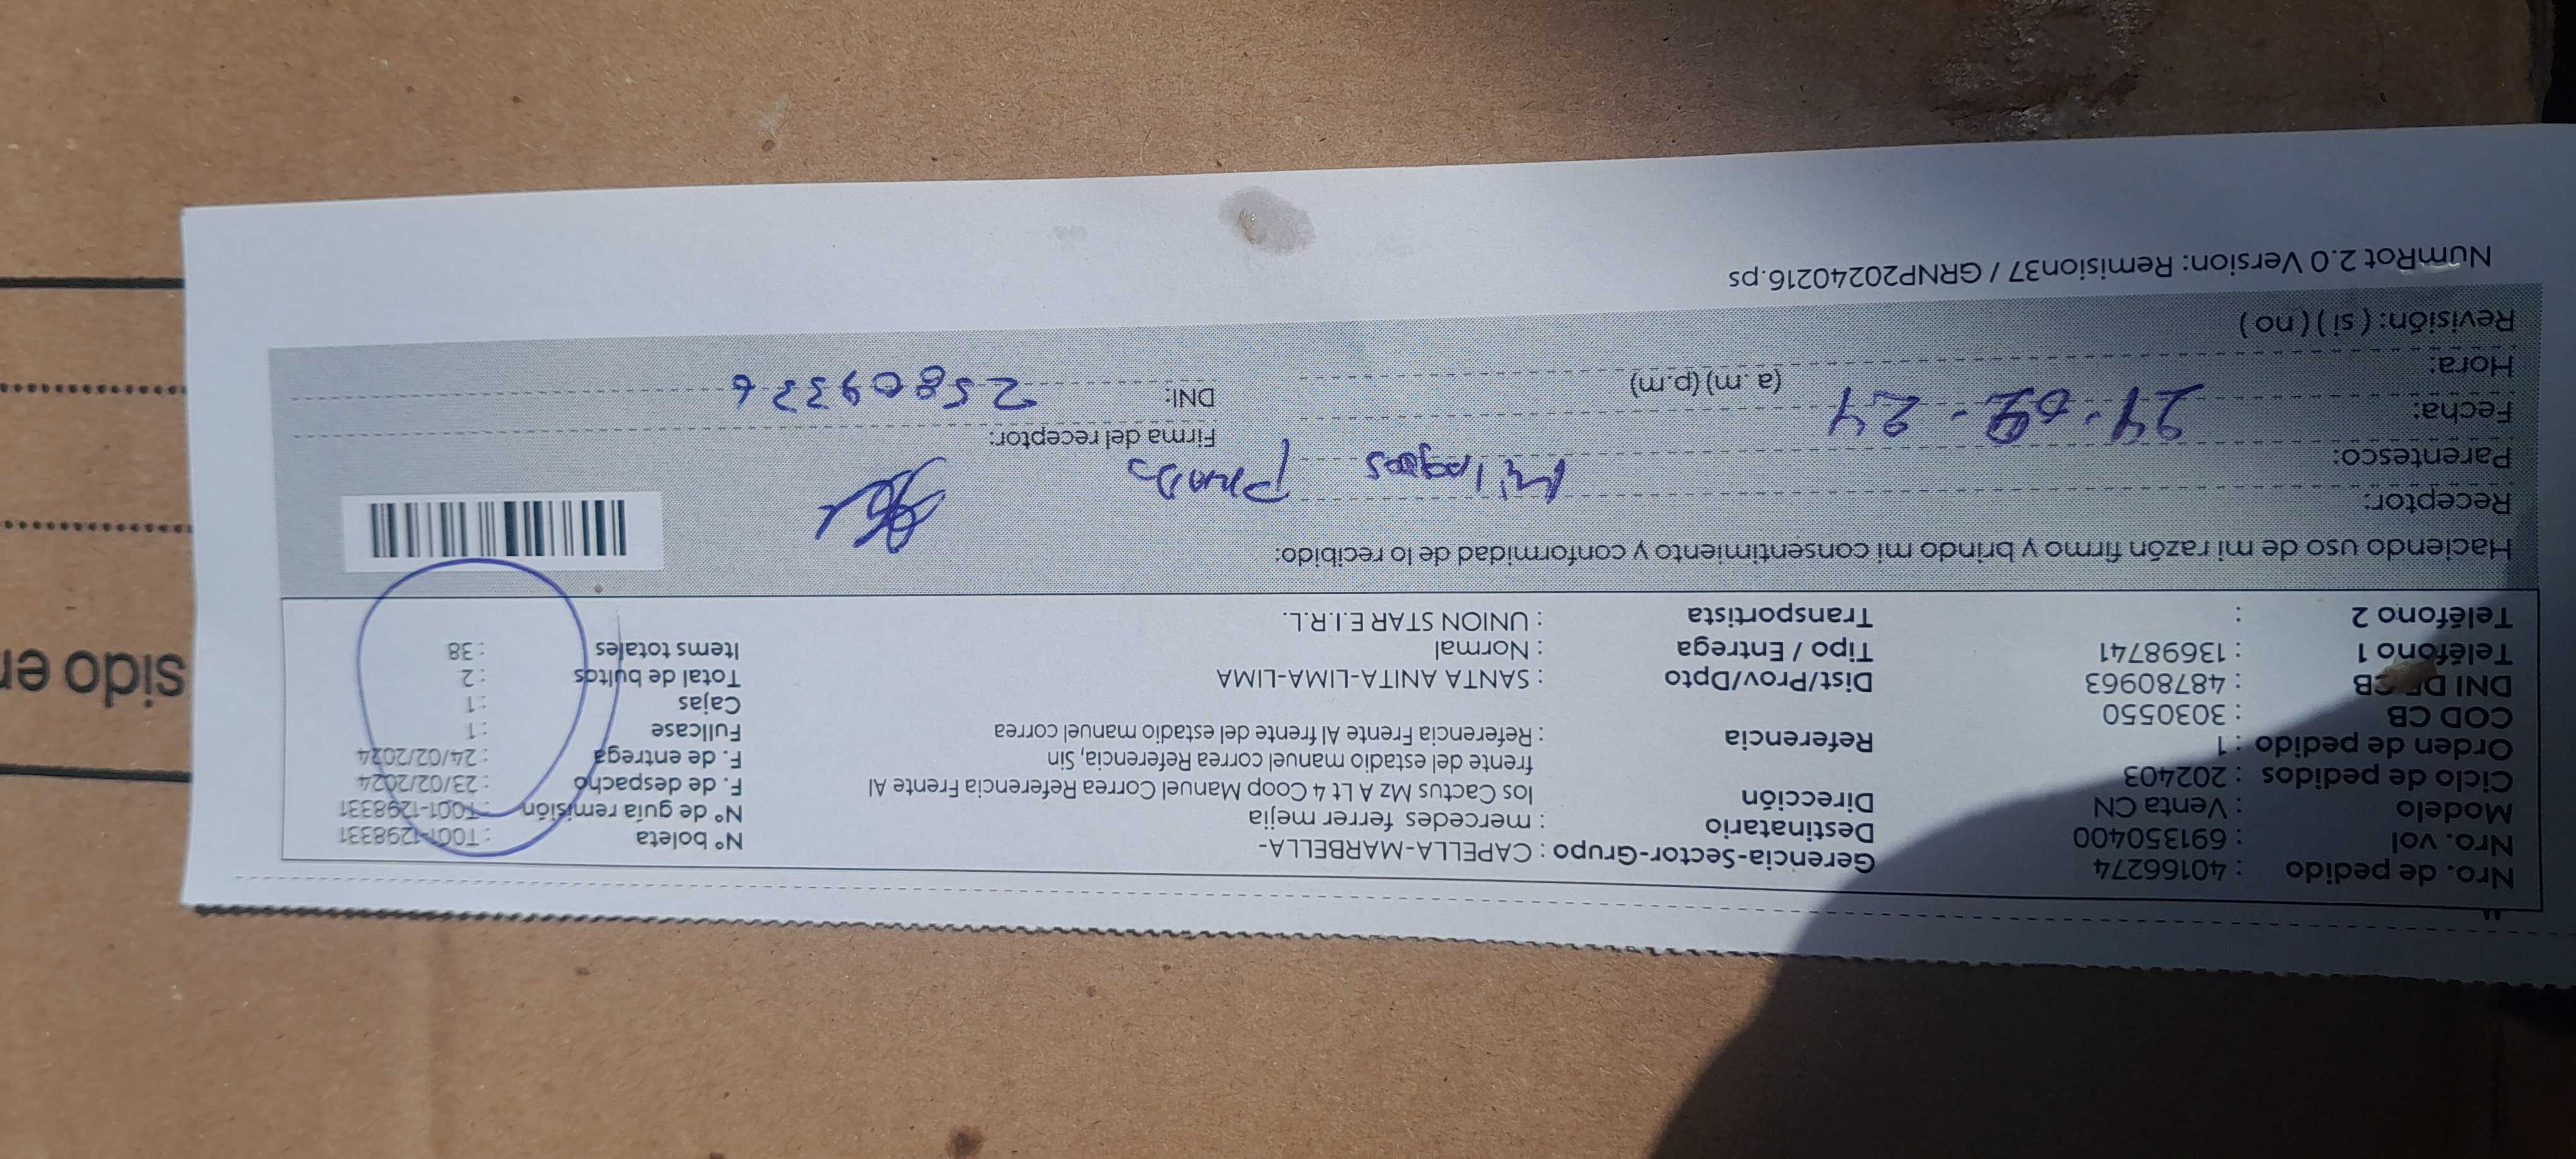 Nro. de pedido : 40166274
Nro. vol : 691350400
Modelo : Venta CN
Ciclo de pedidos : 202403
Orden de pedido : 1
COD CB : 3030550
DNI DE CB : 48780963
Teléfono 1 : 13698741
Teléfono 2 :
Gerencia-Sector-Grupo : CAPELLA-MARBELLA-
Destinatario : mercedes ferrer mejia
Dirección los Cactus Mz A Lt 4 Coop Manuel Correa Referencia Frente Al
frente del estadio manuel correa Referencia, Sin
Referencia : Referencia Frente Al frente del estadio manuel correa
Dist/Prov/Dpto : SANTA ANITA-LIMA-LIMA
Tipo / Entrega : Normal
Transportista : UNION STAR E.I.R.L.
N° boleta : T001-1298331
N° de guía remisión : T001-1298331
F. de despacho : 23/02/2024
F. de entrega : 24/02/2024
Fullcase : 1
Cajas : 1
Total de bultos : 2
Items totales : 38
Haciendo uso de mi razón firmo y brindo mi consentimiento y conformidad de lo recibido:
Receptor: Milagros
Parentesco:
Fecha: 24-02-24
Hora: (a.m) (p.m)
Revisión: ( si ) ( no )
Firma del receptor:
DNI: 25809336
NumRot 2.0 Version: Remision37 / GRNP20240216.ps
sido en